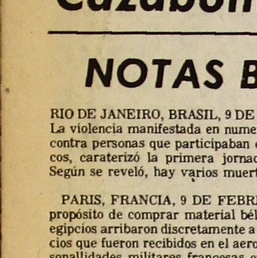 NOTAS B
RIO DE JANEIRO, BRASIL, 9 DE
La violencia manifestada en nume
contra personas que participaban
cos, caraterizó la primera jornad
Según se reveló, hay varios muert
PARIS, FRANCIA, 9 DE FEBR
propósito de comprar material bél
egipcios arribaron discretamente a
cios que fueron recibidos en el aero